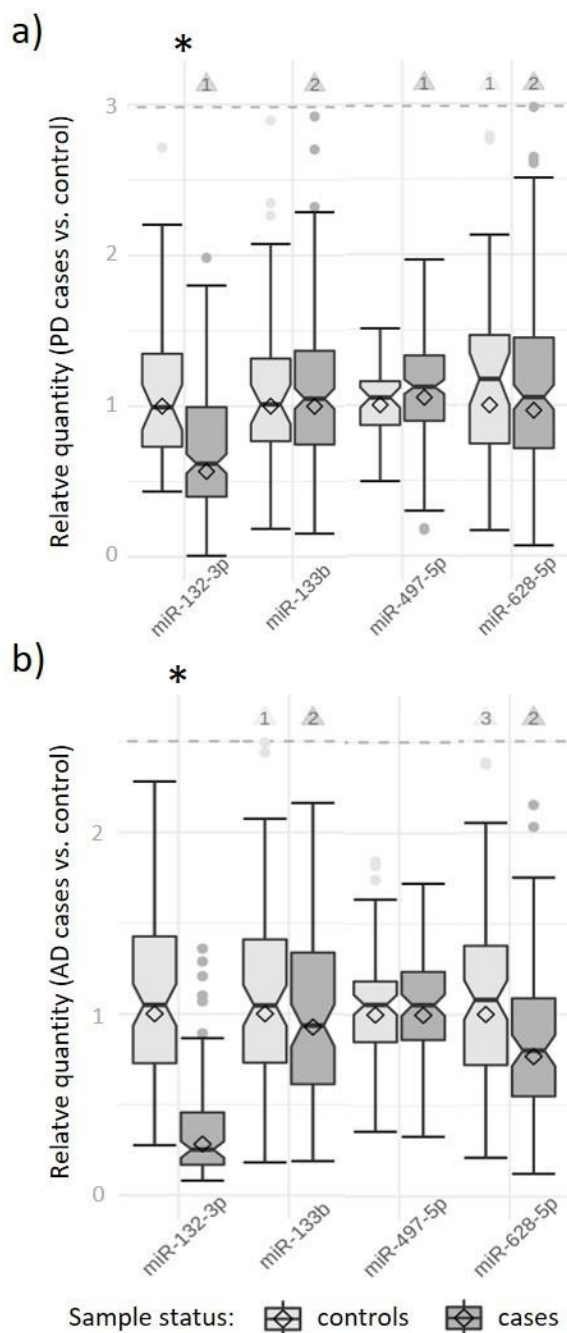 a)
*
1 2 1 1 2
3
2
1
0
Relatve quantity (PD cases vs. control)
miR-132-3p
miR-133b
miR-497-5p
miR-628-5p
b)
*
1 2 3 2
2
1
0
Relatve quantity (AD cases vs. control)
miR-132-3p
miR-133b
miR-497-5p
miR-628-5p
Sample status: controls cases